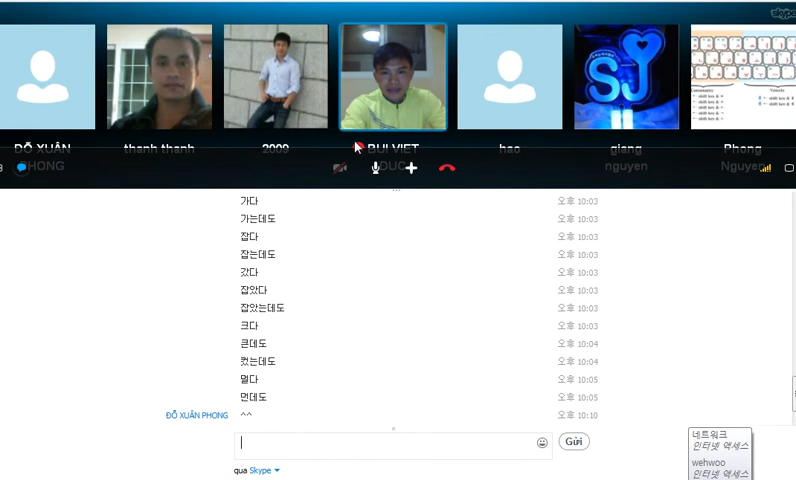 skype
ĐỖ XUÂN PHONG
thanh thanh
2009
BUI VIET DUC
hao
giang nguyen
Phong Nguyen
SJ
가다 오후 10:03
가는데도 오후 10:03
잡다 오후 10:03
잡는데도 오후 10:03
갔다 오후 10:03
잡았다 오후 10:03
잡았는데도 오후 10:03
크다 오후 10:03
큰데도 오후 10:04
컸는데도 오후 10:04
멀다 오후 10:05
먼데도 오후 10:05
ĐỖ XUÂN PHONG ^^ 오후 10:10
Gửi
qua Skype
네트워크
인터넷 액세스
wehwoo
인터넷 액세스